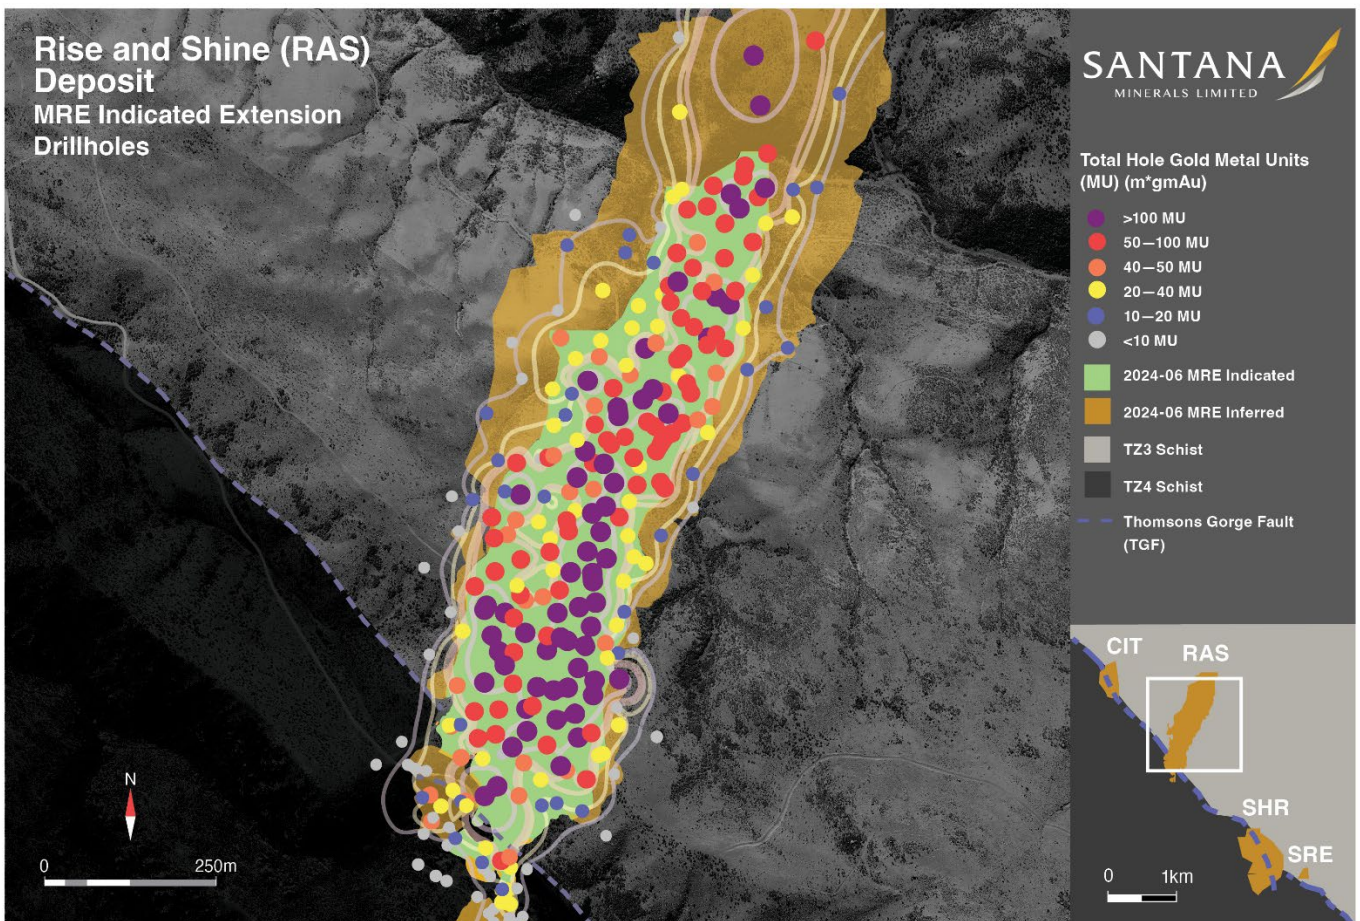 Rise and Shine (RAS)
Deposit
MRE Indicated Extension
Drillholes
N
0 250m
SANTANA
MINERALS LIMITED
Total Hole Gold Metal Units
(MU) (m*gmAu)
>100 MU
50—100 MU
40—50 MU
20—40 MU
10—20 MU
<10 MU
2024-06 MRE Indicated
2024-06 MRE Inferred
TZ3 Schist
TZ4 Schist
Thomsons Gorge Fault
(TGF)
CIT
RAS
SHR
SRE
0 1km